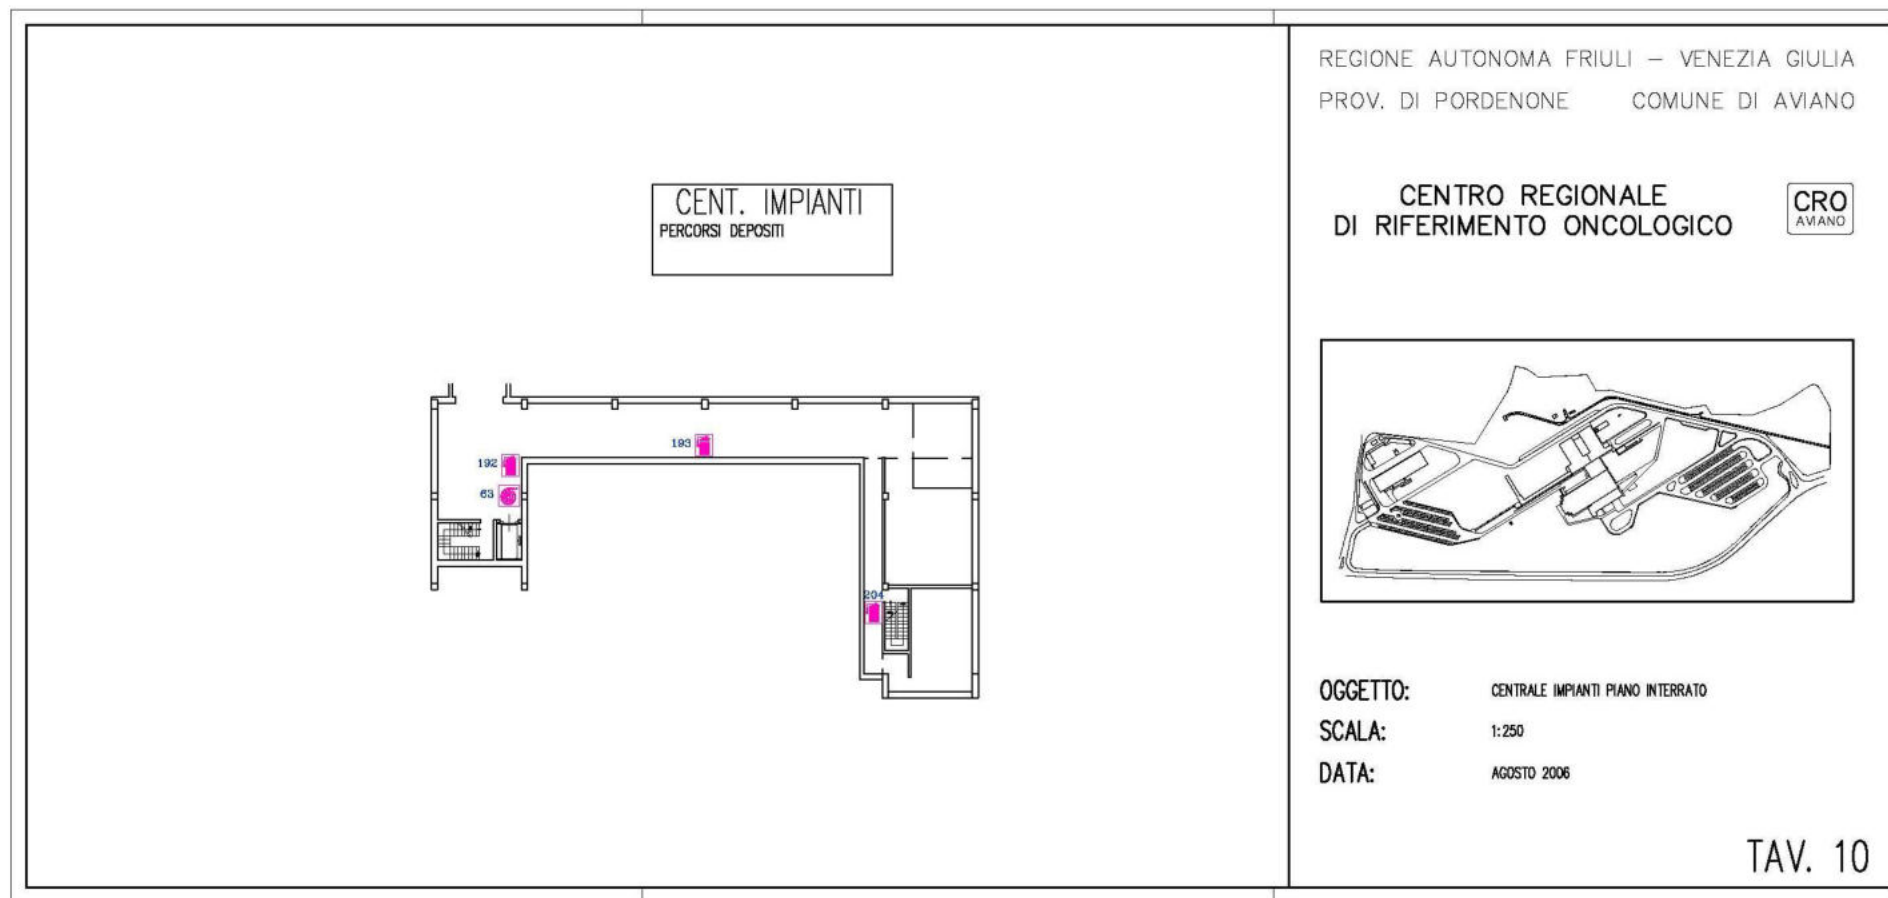 REGIONE AUTONOMA FRIULI – VENEZIA GIULIA
PROV. DI PORDENONE COMUNE DI AVIANO
CENTRO REGIONALE
DI RIFERIMENTO ONCOLOGICO
CRO
AVIANO
CENT. IMPIANTI
PERCORSI DEPOSITI
193
192
63
204
OGGETTO: CENTRALE IMPIANTI PIANO INTERRATO
SCALA: 1:250
DATA: AGOSTO 2006
TAV. 10